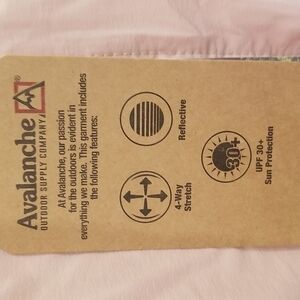 Avalanche
OUTDOOR SUPPLY COMPANY
At Avalanche, our passion
for the outdoors is evident in
everything we make. This garment includes
the following features:
Reflective
4-Way
Stretch
30+
UPF 30+
Sun Protection